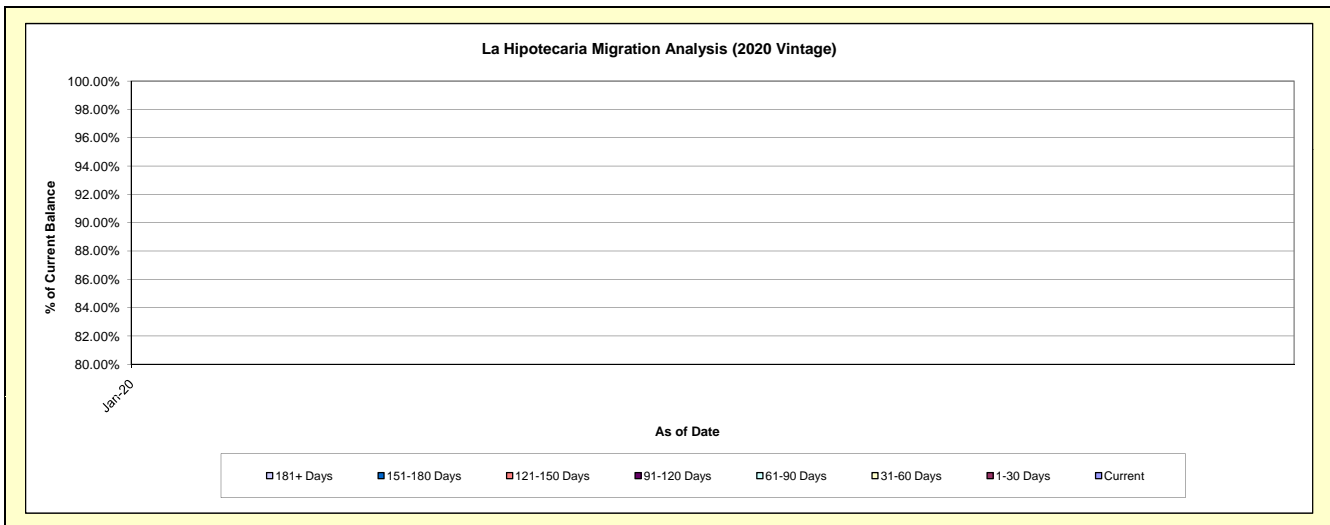 La Hipotecaria Migration Analysis (2020 Vintage)
100.00%
98.00%
96.00%
94.00%
92.00%
90.00%
88.00%
86.00%
84.00%
82.00%
80.00%
% of Current Balance
Jan-20
As of Date
181+ Days 151-180 Days 121-150 Days 91-120 Days 61-90 Days 31-60 Days 1-30 Days Current